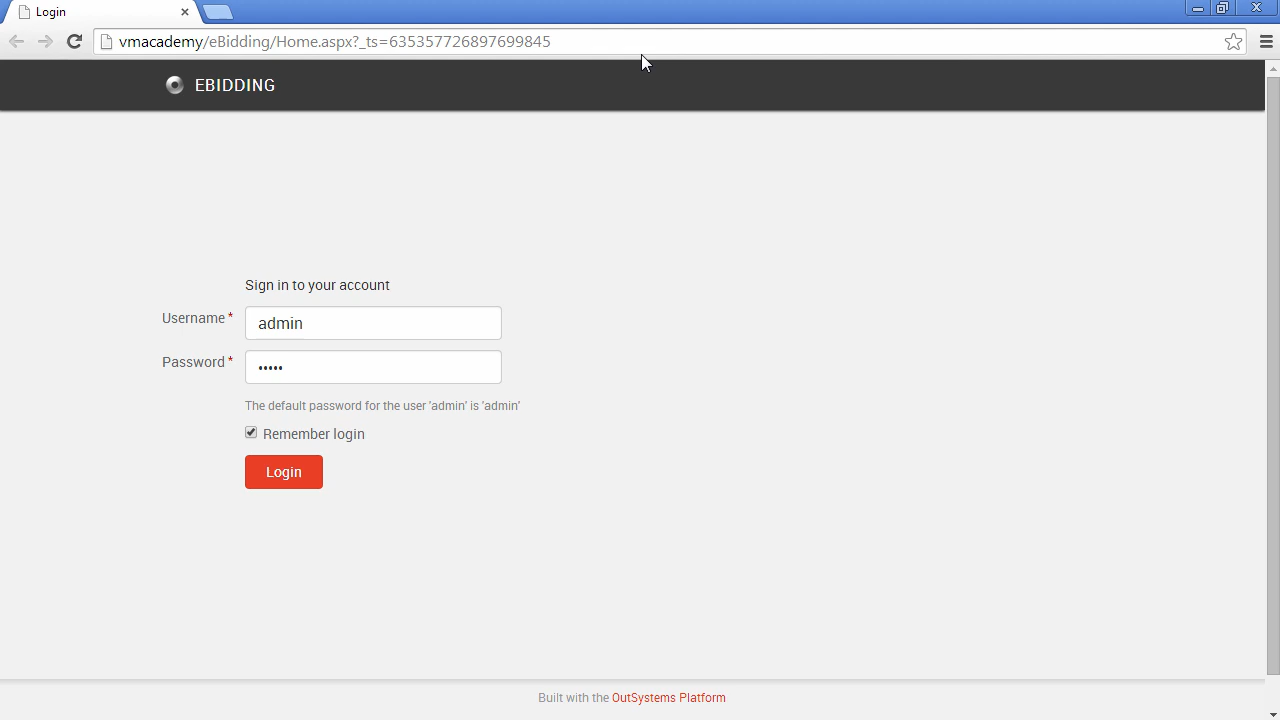 Login
vmacademy/eBidding/Home.aspx?_ts=635357726897699845
EBIDDING
Sign in to your account
Username *
admin
Password *
•••••
The default password for the user 'admin' is 'admin'
Remember login
Login
Built with the OutSystems Platform